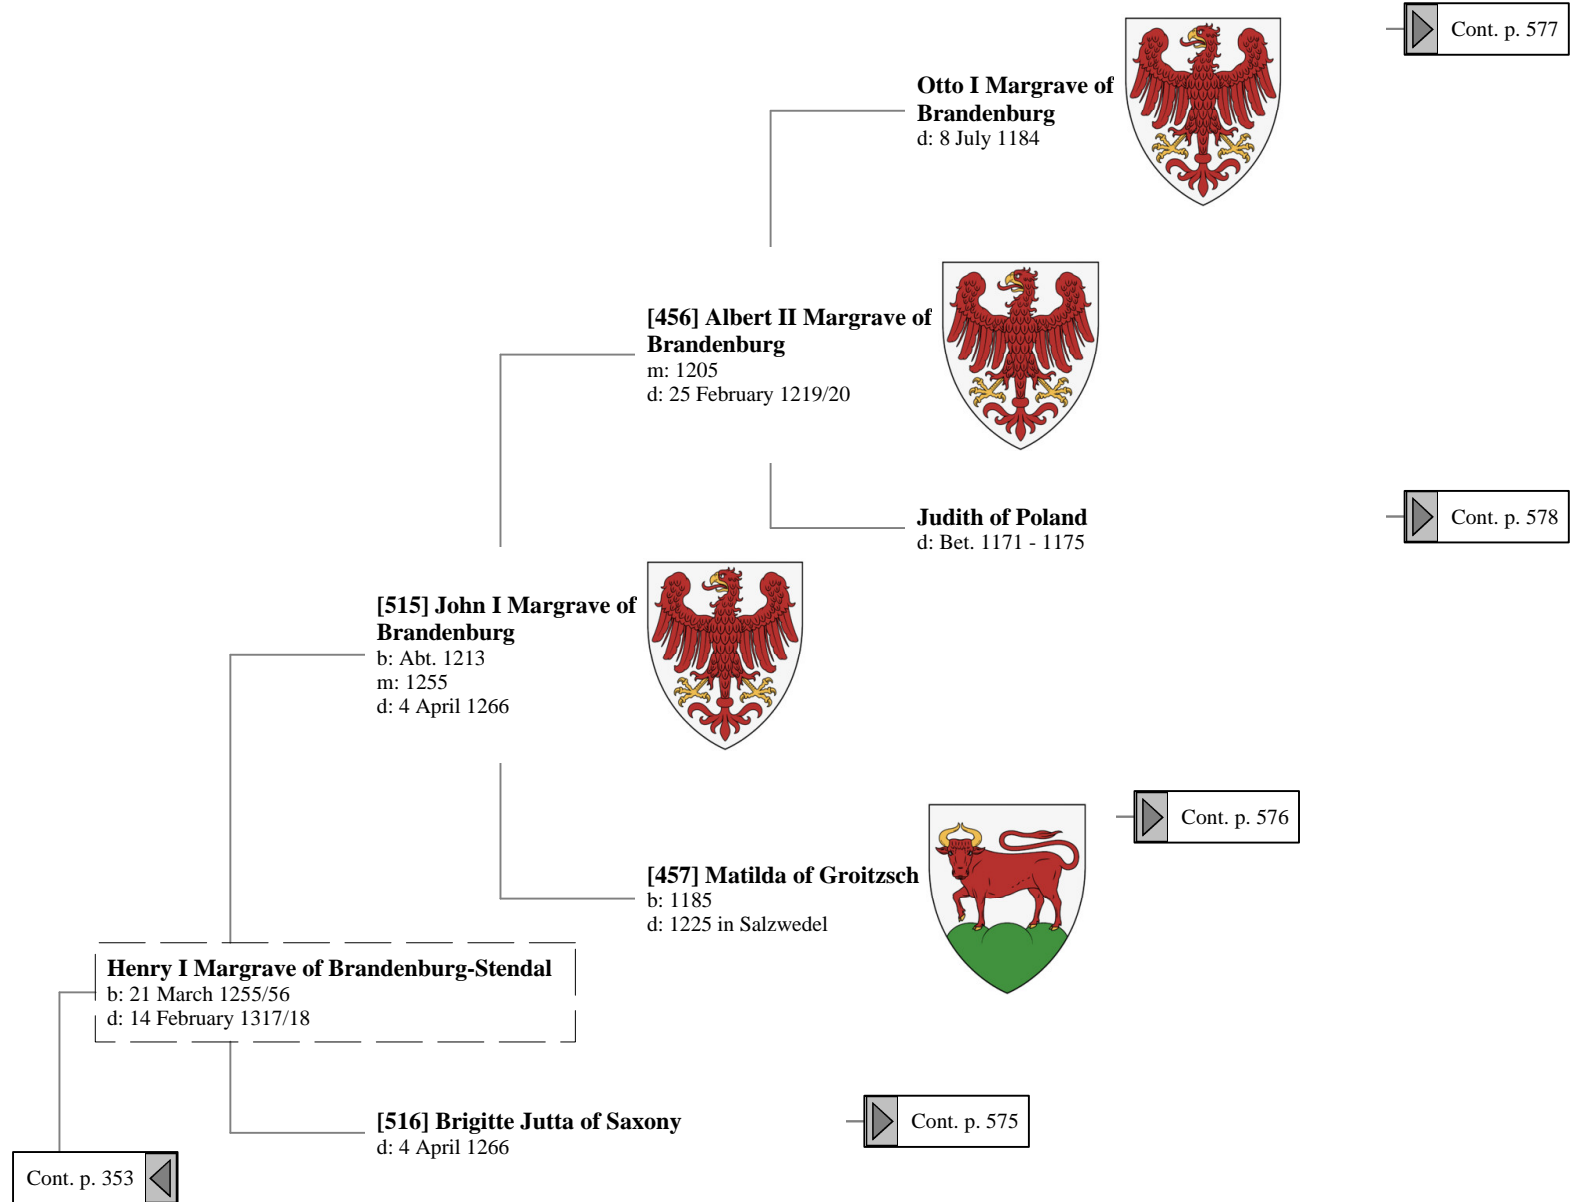 Cont. p. 577
Otto I Margrave of
Brandenburg
d: 8 July 1184
[456] Albert II Margrave of
Brandenburg
m: 1205
d: 25 February 1219/20
Judith of Poland
d: Bet. 1171 - 1175
Cont. p. 578
[515] John I Margrave of
Brandenburg
b: Abt. 1213
m: 1255
d: 4 April 1266
Cont. p. 576
[457] Matilda of Groitzsch
b: 1185
d: 1225 in Salzwedel
Henry I Margrave of Brandenburg-Stendal
b: 21 March 1255/56
d: 14 February 1317/18
[516] Brigitte Jutta of Saxony
d: 4 April 1266
Cont. p. 575
Cont. p. 353